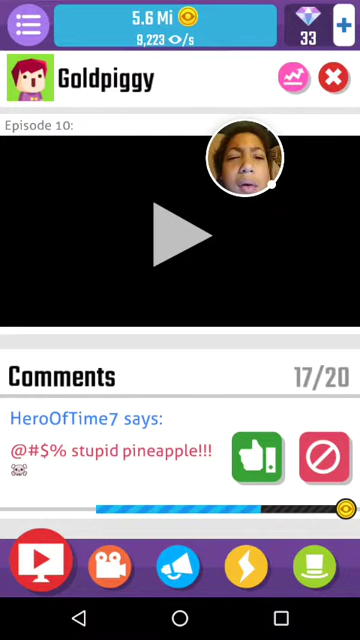 5.6 Mi
9,223 /s
33
+
Goldpiggy
Episode 10:
Comments 17/20
HeroOfTime7 says:
@#$% stupid pineapple!!!
☠